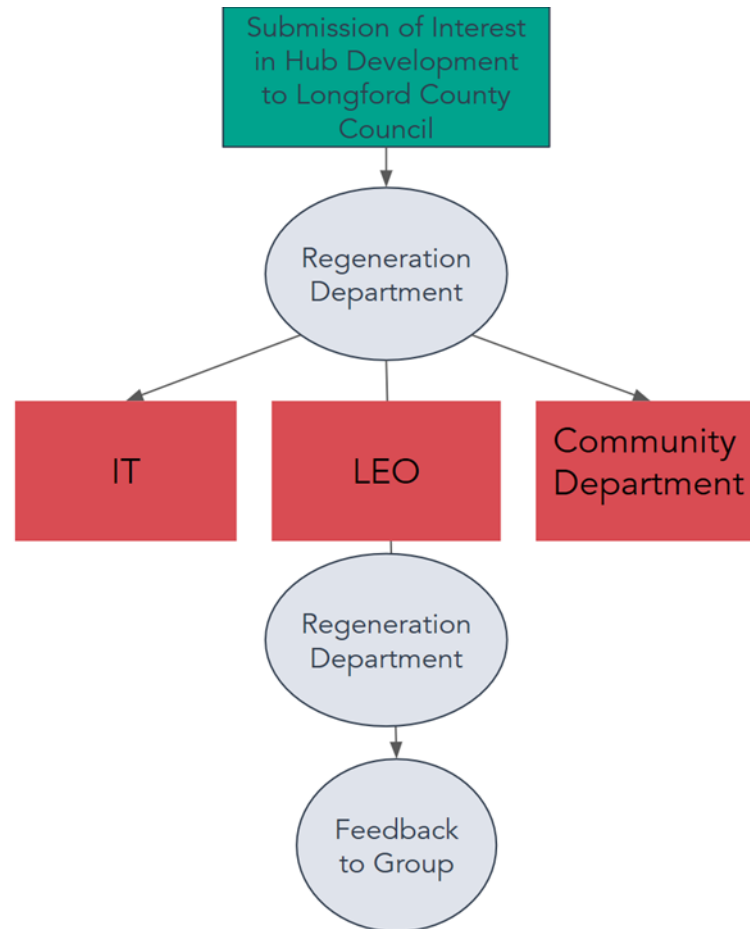 Submission of Interest
in Hub Development
to Longford County
Council
Regeneration
Department
IT
LEO
Community
Department
Regeneration
Department
Feedback
to Group